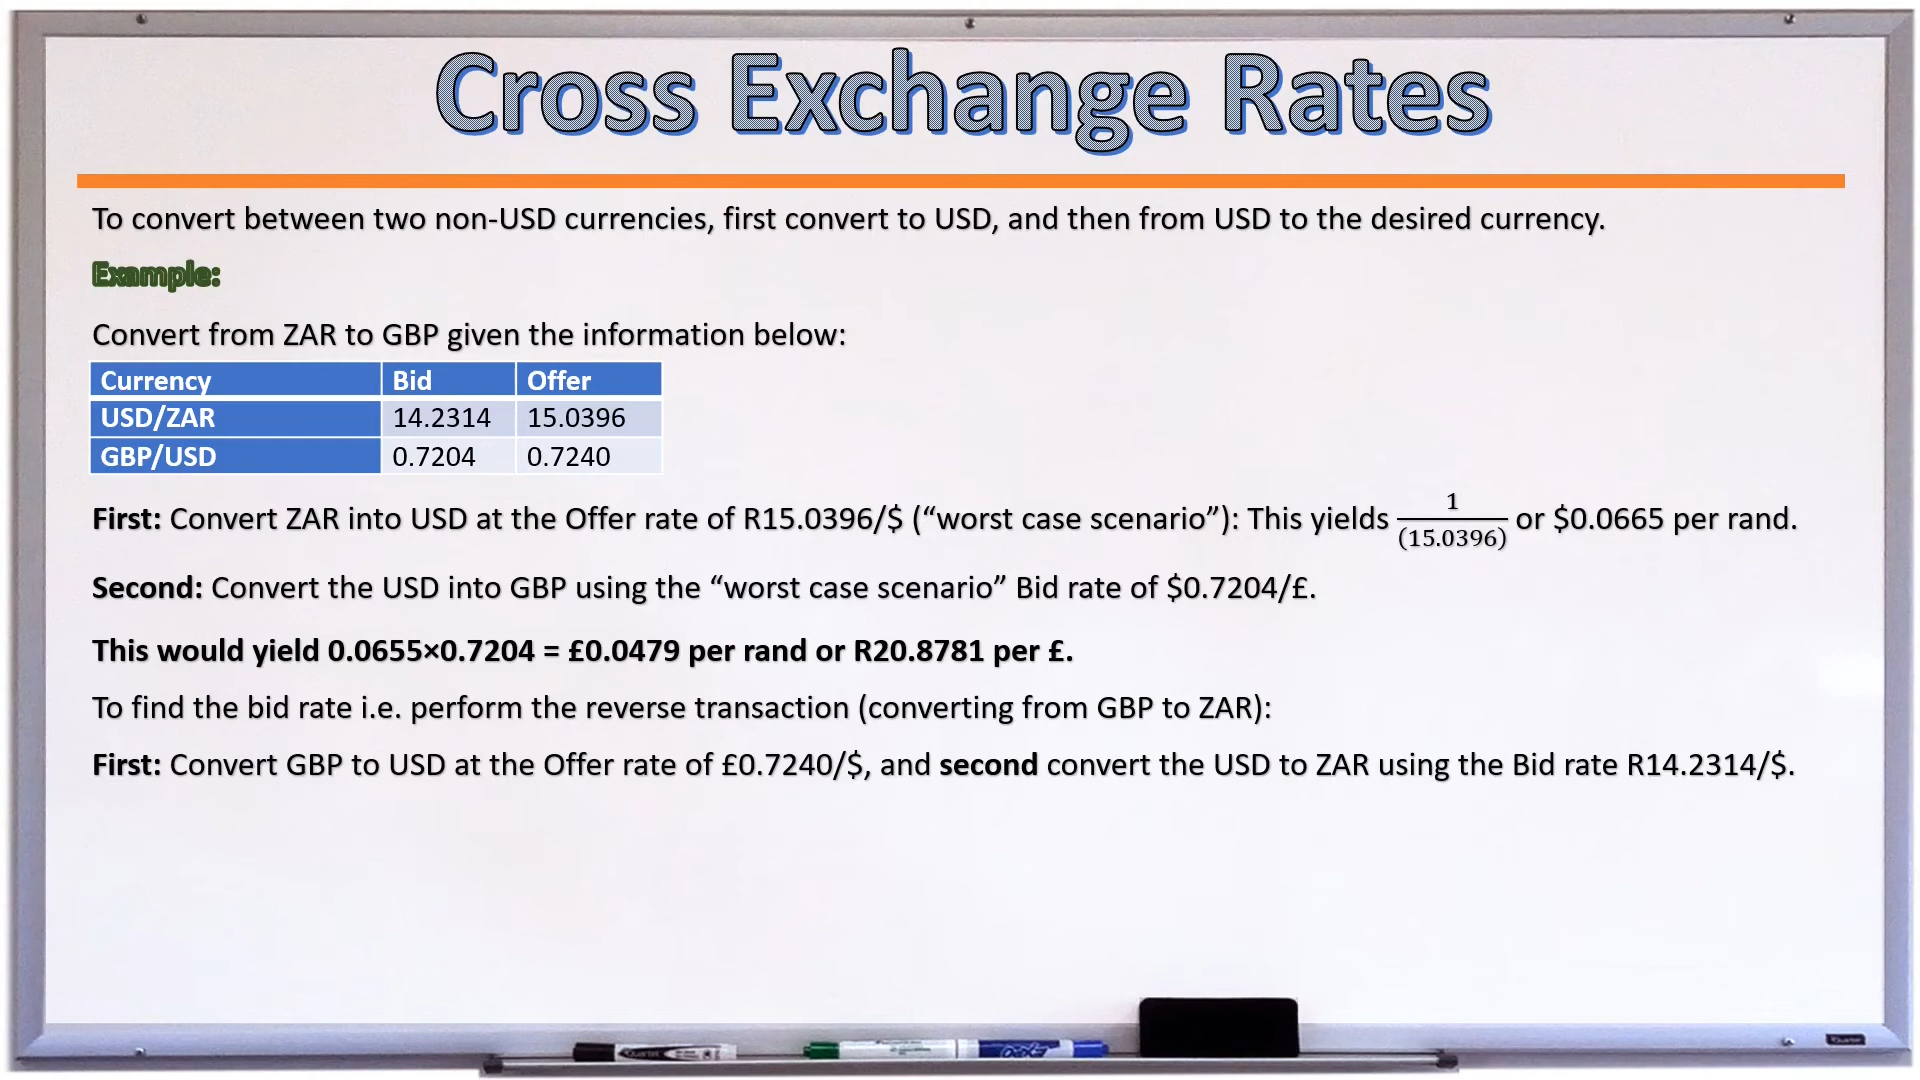 Cross Exchange Rates
To convert between two non-USD currencies, first convert to USD, and then from USD to the desired currency.
Example:
Convert from ZAR to GBP given the information below:
Currency Bid Offer
USD/ZAR 14.2314 15.0396
GBP/USD 0.7204 0.7240
First: Convert ZAR into USD at the Offer rate of R15.0396/$ (“worst case scenario”): This yields 1/(15.0396) or $0.0665 per rand.
Second: Convert the USD into GBP using the “worst case scenario” Bid rate of $0.7204/£.
This would yield 0.0655×0.7204 = £0.0479 per rand or R20.8781 per £.
To find the bid rate i.e. perform the reverse transaction (converting from GBP to ZAR):
First: Convert GBP to USD at the Offer rate of £0.7240/$, and second convert the USD to ZAR using the Bid rate R14.2314/$.